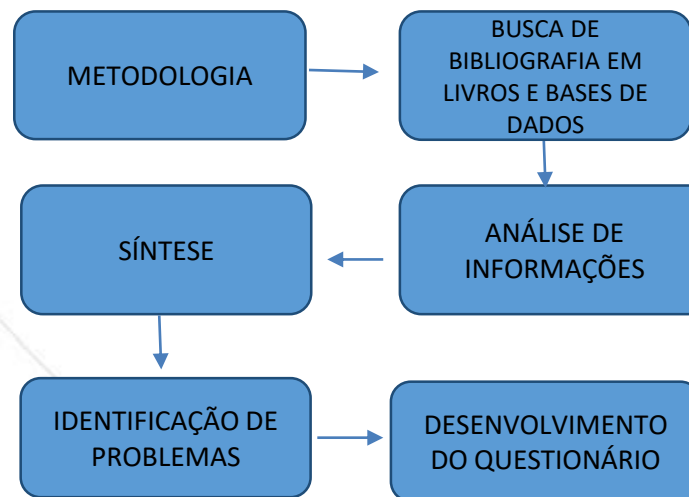 METODOLOGIA
BUSCA DE
BIBLIOGRAFIA EM
LIVROS E BASES DE
DADOS
ANÁLISE DE
INFORMAÇÕES
SÍNTESE
IDENTIFICAÇÃO DE
PROBLEMAS
DESENVOLVIMENTO
DO QUESTIONÁRIO